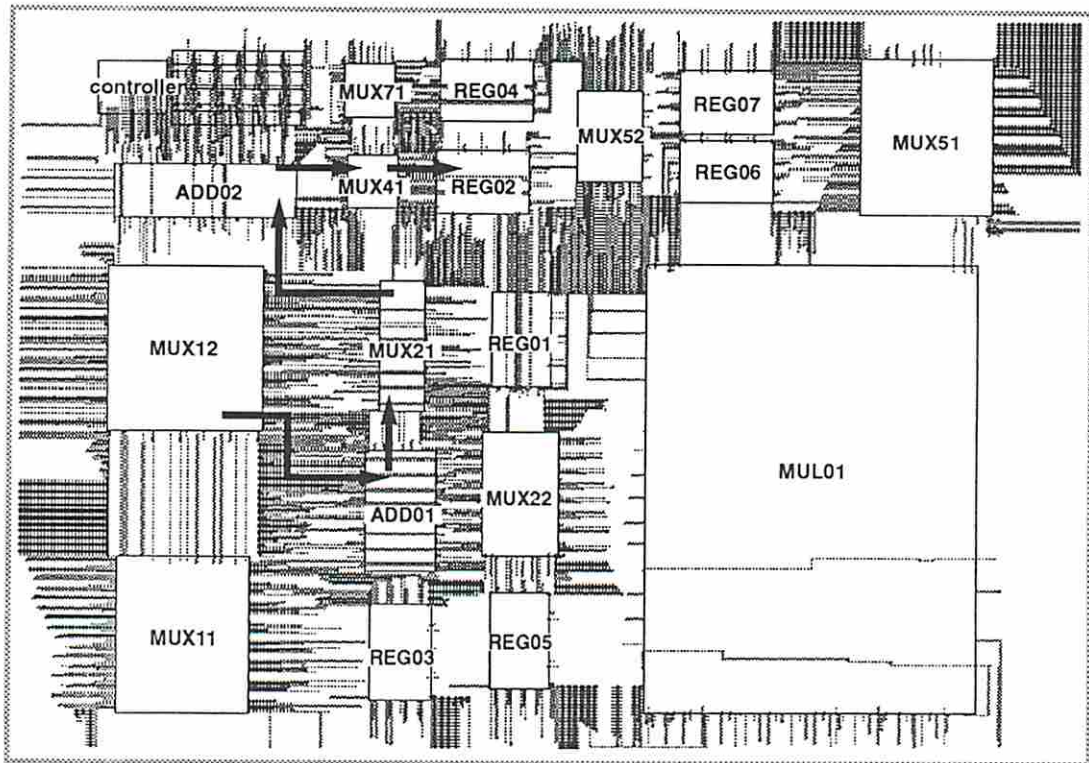 controller
MUX71
REG04
REG07
MUX52
MUX51
ADD02
MUX41
REG02
REG06
MUX12
MUX21
REG01
ADD01
MUX22
MUL01
MUX11
REG03
REG05